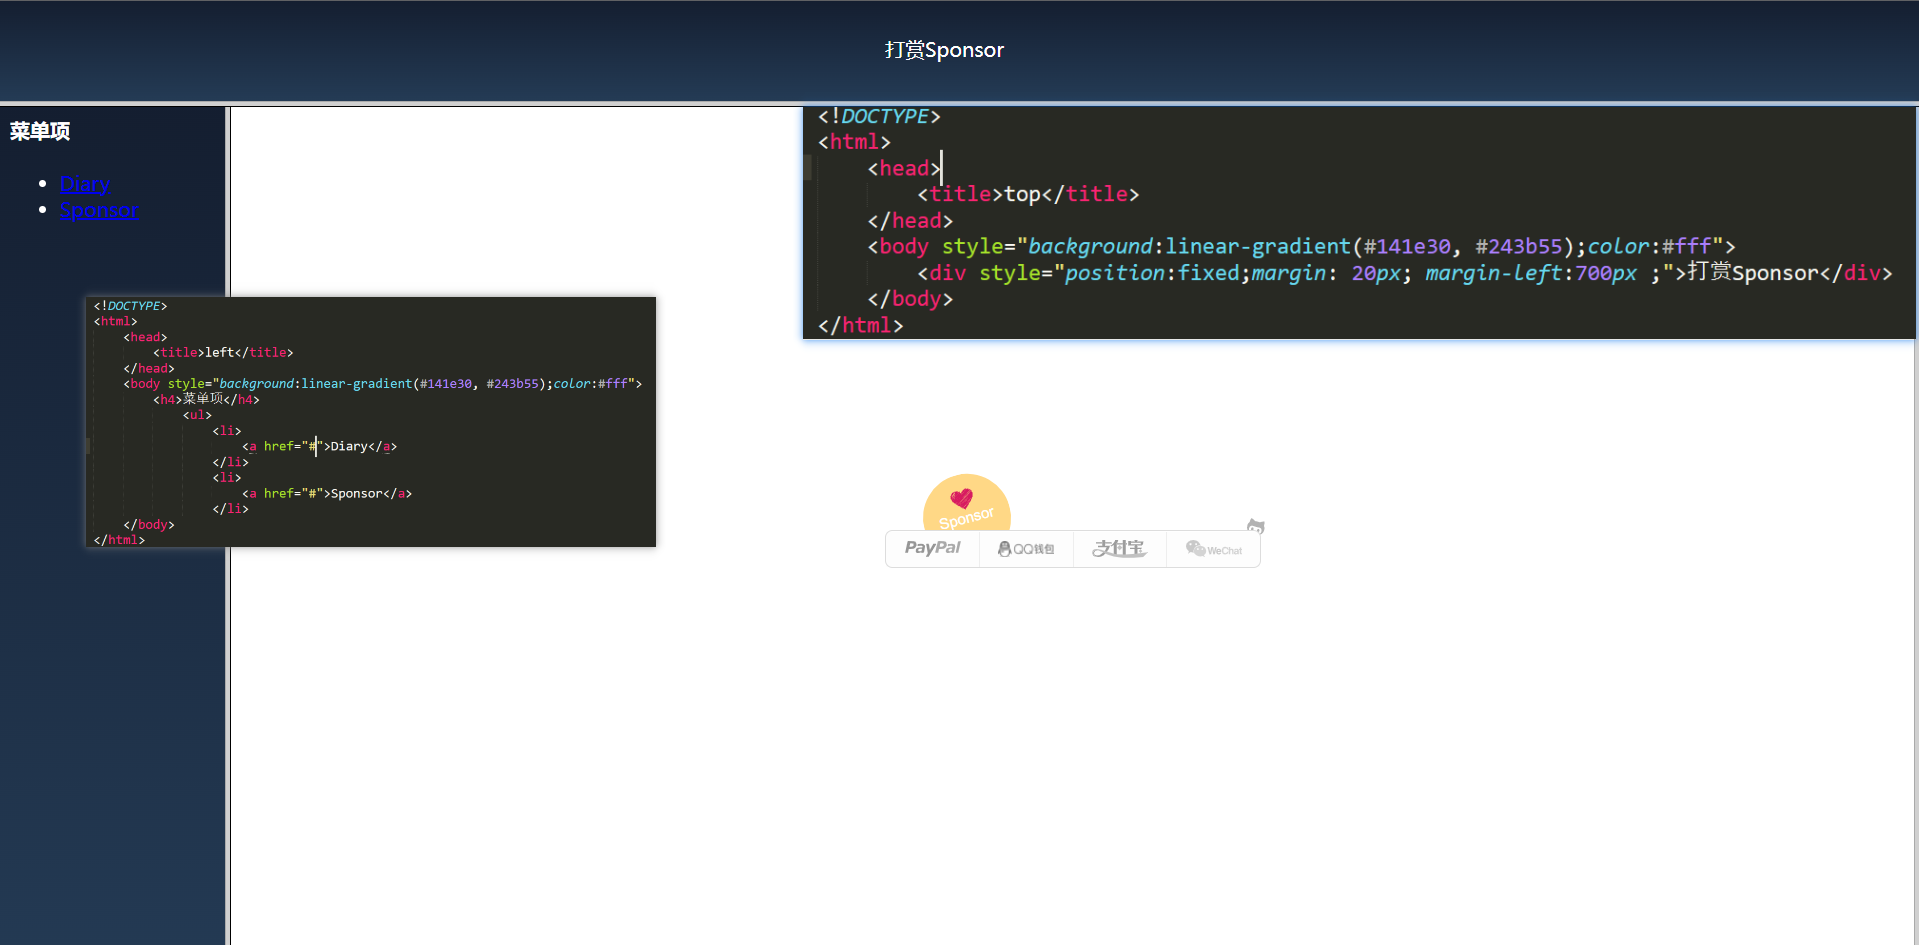 打赏Sponsor
菜单项
Diary
Sponsor
<!DOCTYPE>
<html>
<head>
<title>top</title>
</head>
<body style="background:linear-gradient(#141e30, #243b55);color:#fff">
<div style="position:fixed;margin: 20px; margin-left:700px ;">打赏Sponsor</div>
</body>
</html>
<!DOCTYPE>
<html>
<head>
<title>left</title>
</head>
<body style="background:linear-gradient(#141e30, #243b55);color:#fff">
<h4>菜单项</h4>
<ul>
<li>
<a href="#">Diary</a>
</li>
<li>
<a href="#">Sponsor</a>
</li>
</body>
</html>
Sponsor
PayPal QQ钱包 支付宝 WeChat